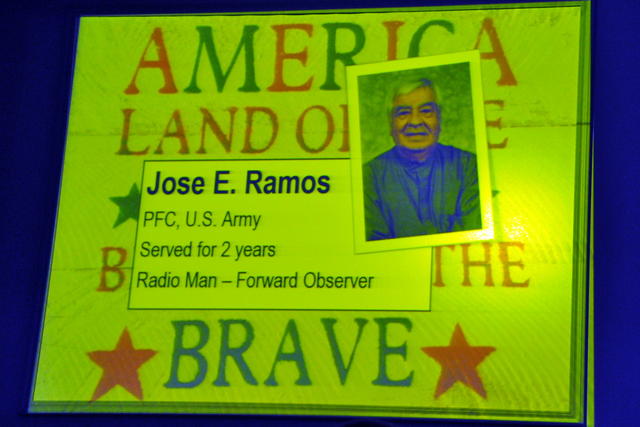 AMERICA
LAND
Jose E. Ramos
PFC, U.S. Army
Served for 2 years
Radio Man – Forward Observer
THE
BRAVE